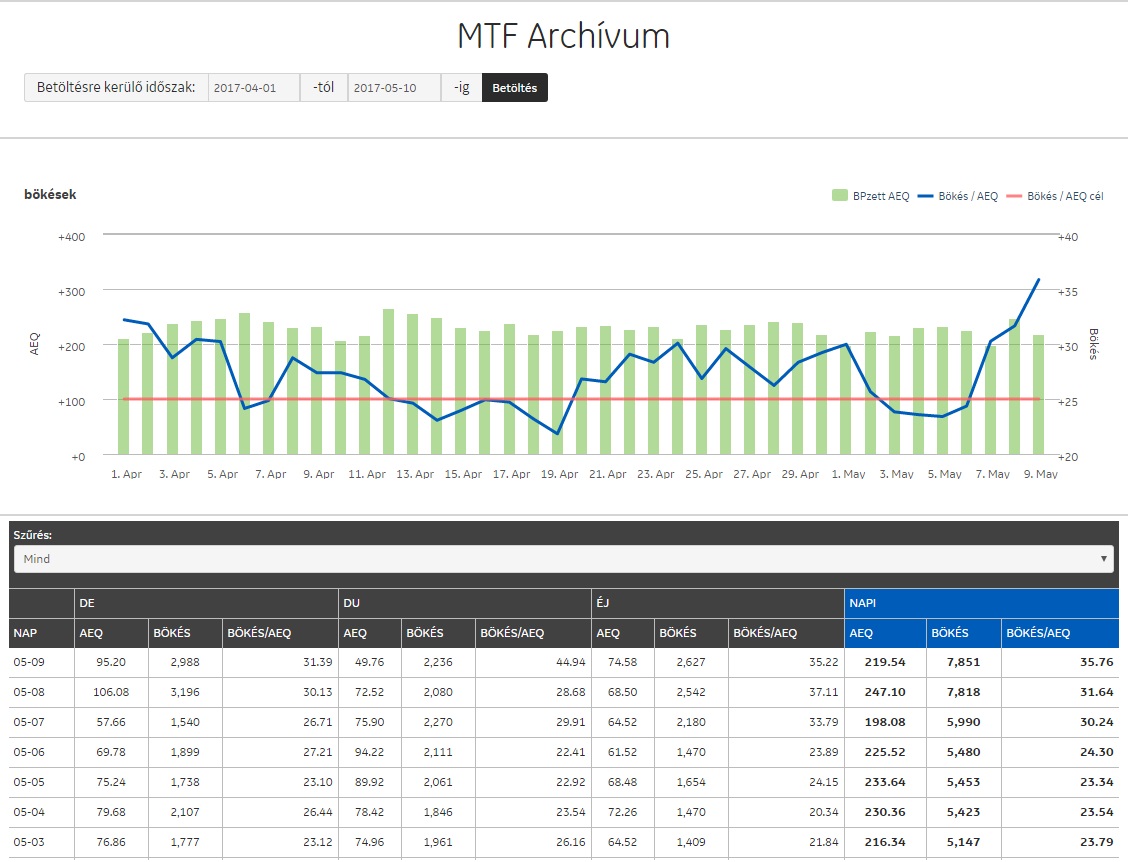 MTF Archívum
Betöltésre kerülő időszak: 2017-04-01 -tól 2017-05-10 -ig Betöltés
bökések
BPzett AEQ Bökés / AEQ Bökés / AEQ cél
+400 +40
+300 +35
+200 +30
+100 +25
+0 +20
AEQ
Bökés
1. Apr 3. Apr 5. Apr 7. Apr 9. Apr 11. Apr 13. Apr 15. Apr 17. Apr 19. Apr 21. Apr 23. Apr 25. Apr 27. Apr 29. Apr 1. May 3. May 5. May 7. May 9. May
Szűrés:
Mind
DE DU ÉJ NAPI
NAP AEQ BÖKÉS BÖKÉS/AEQ AEQ BÖKÉS BÖKÉS/AEQ AEQ BÖKÉS BÖKÉS/AEQ AEQ BÖKÉS BÖKÉS/AEQ
05-09 95.20 2,988 31.39 49.76 2,236 44.94 74.58 2,627 35.22 219.54 7,851 35.76
05-08 106.08 3,196 30.13 72.52 2,080 28.68 68.50 2,542 37.11 247.10 7,818 31.64
05-07 57.66 1,540 26.71 75.90 2,270 29.91 64.52 2,180 33.79 198.08 5,990 30.24
05-06 69.78 1,899 27.21 94.22 2,111 22.41 61.52 1,470 23.89 225.52 5,480 24.30
05-05 75.24 1,738 23.10 89.92 2,061 22.92 68.48 1,654 24.15 233.64 5,453 23.34
05-04 79.68 2,107 26.44 78.42 1,846 23.54 72.26 1,470 20.34 230.36 5,423 23.54
05-03 76.86 1,777 23.12 74.96 1,961 26.16 64.52 1,409 21.84 216.34 5,147 23.79